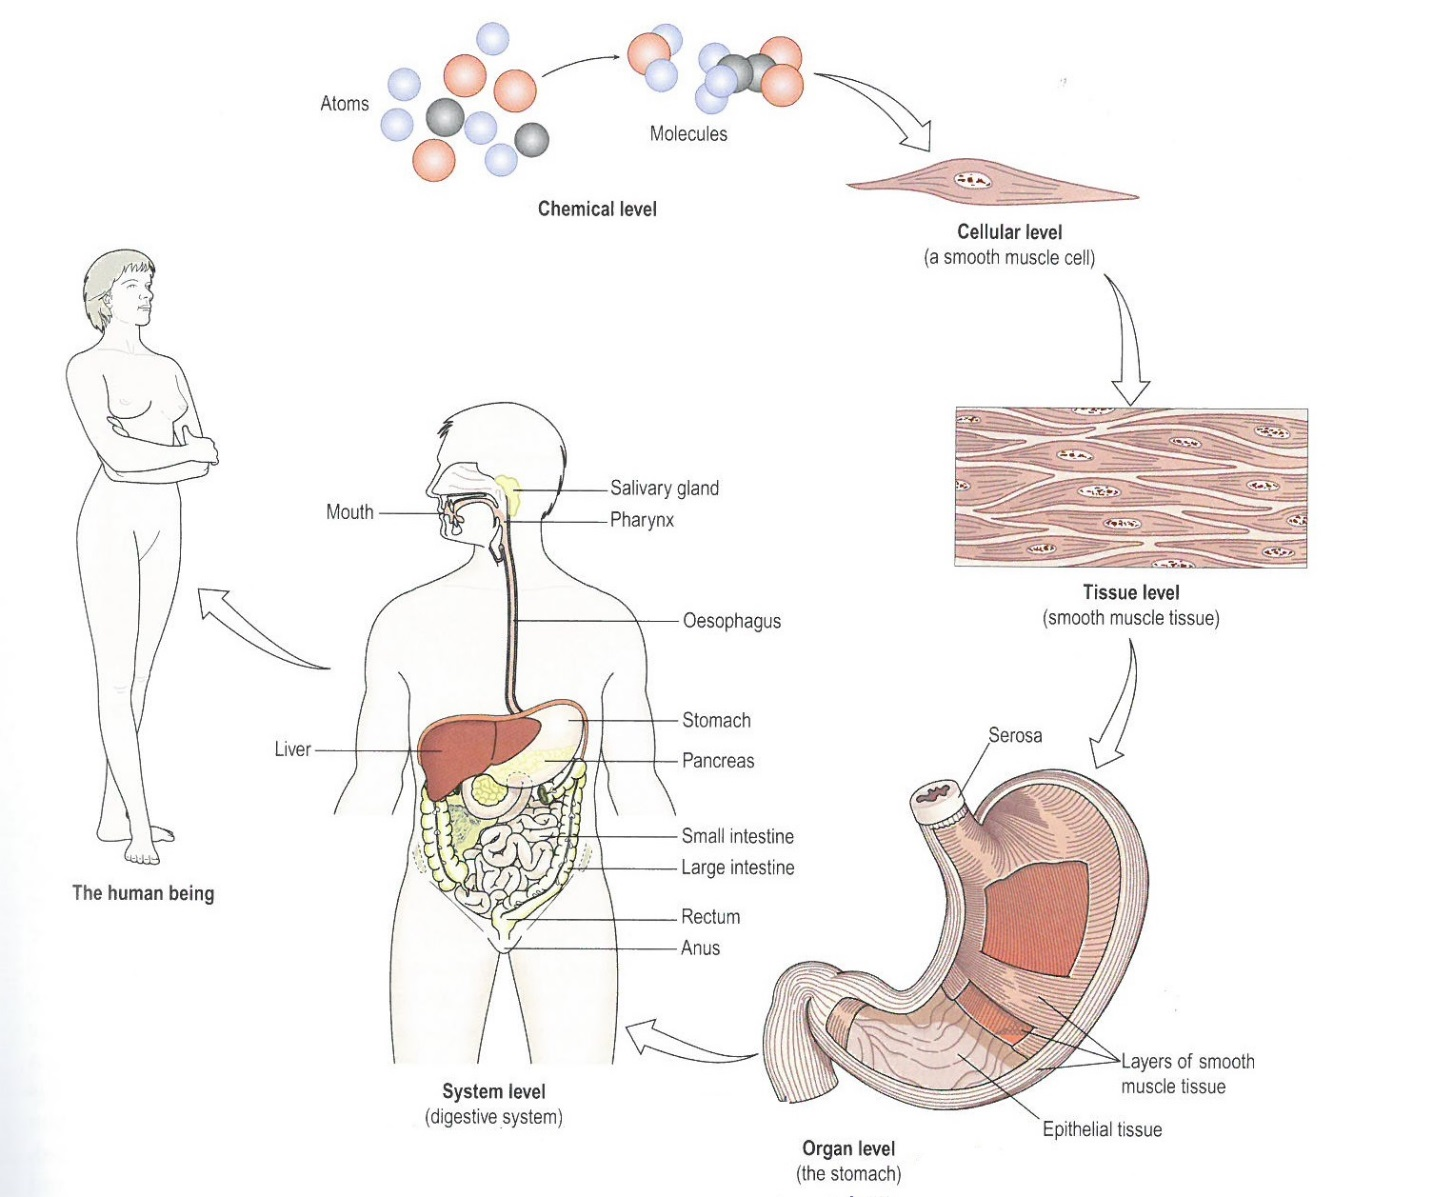 Atoms
Molecules
Chemical level
Cellular level
(a smooth muscle cell)
Tissue level
(smooth muscle tissue)
Serosa
Layers of smooth
muscle tissue
Epithelial tissue
Organ level
(the stomach)
Salivary gland
Mouth
Pharynx
Oesophagus
Stomach
Liver
Pancreas
Small intestine
Large intestine
Rectum
Anus
System level
(digestive system)
The human being